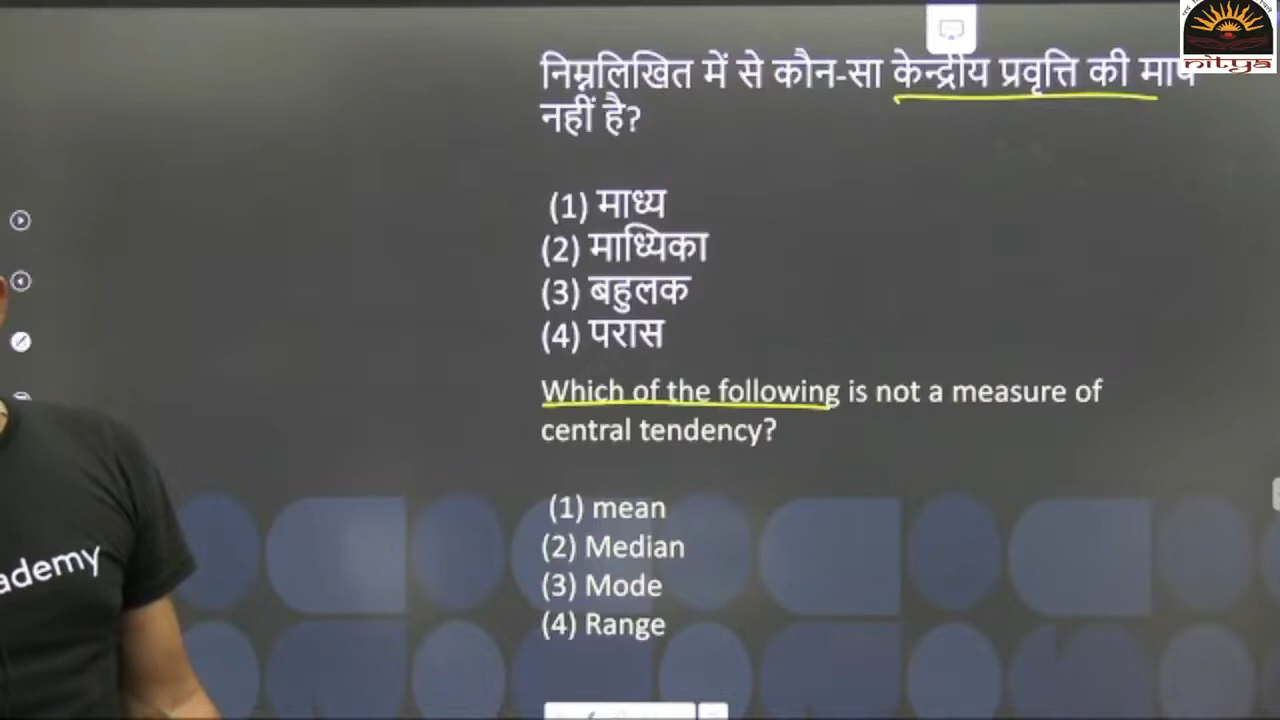 nitya
निम्नलिखित में से कौन-सा केन्द्रीय प्रवृत्ति की माप
नहीं है?
(1) माध्य
(2) माध्यिका
(3) बहुलक
(4) परास
Which of the following is not a measure of
central tendency?
(1) mean
(2) Median
(3) Mode
(4) Range
ademy